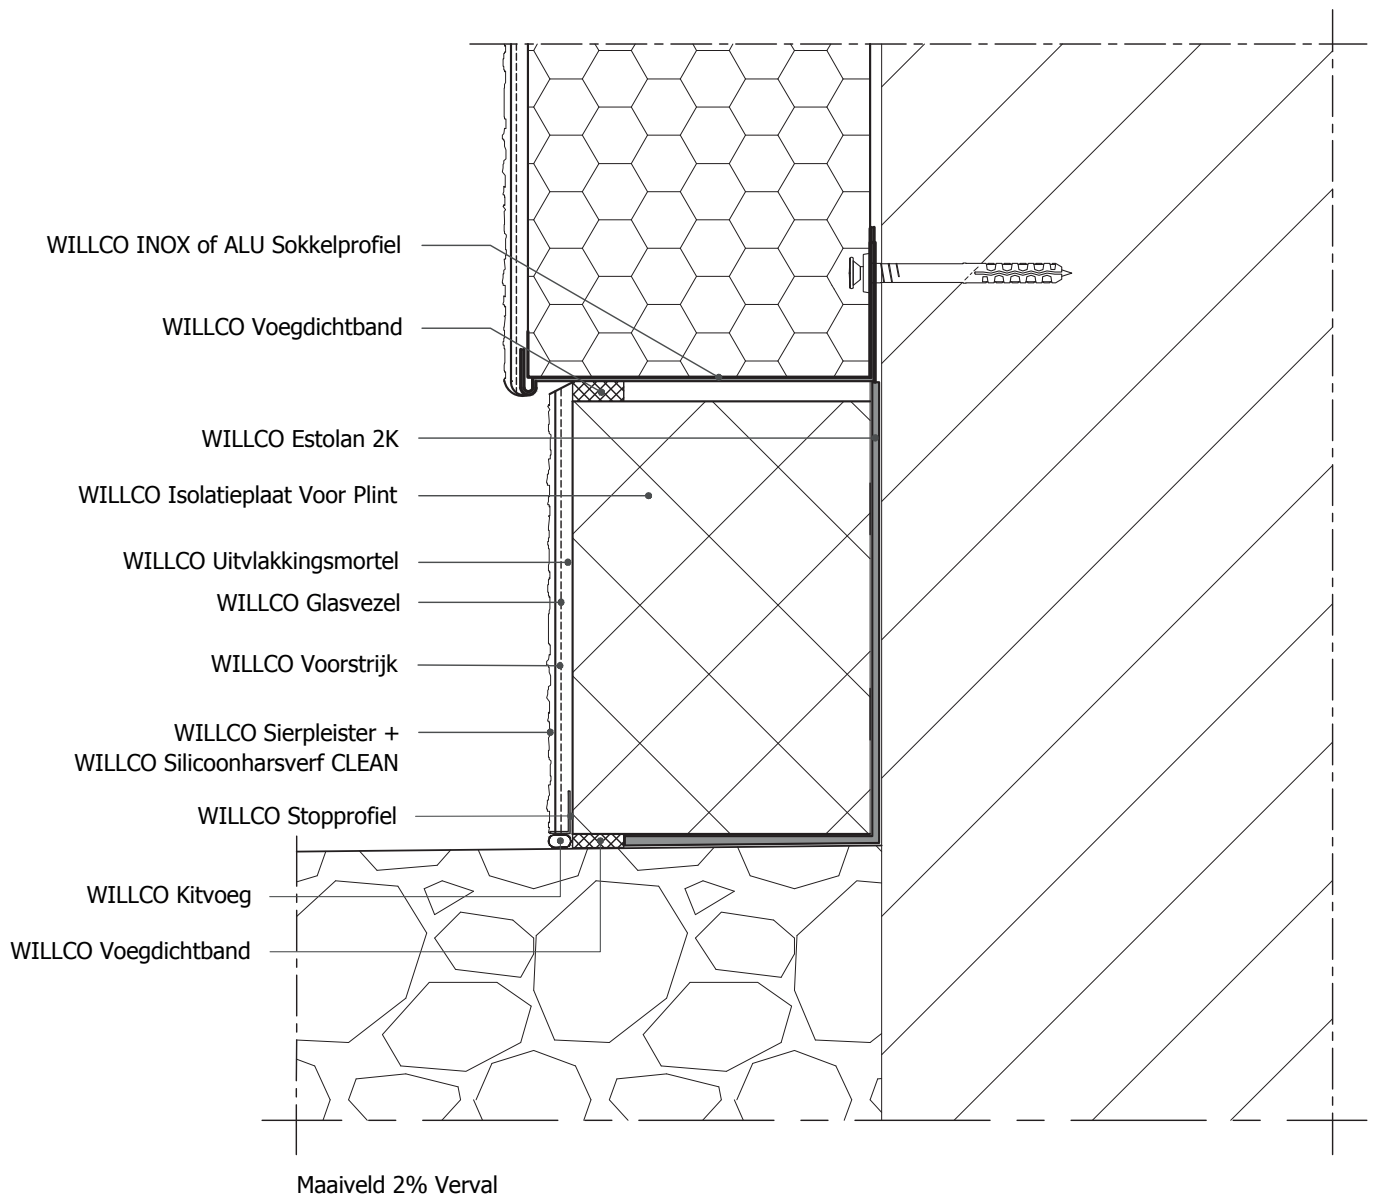 WILLCO INOX of ALU Sokkelprofiel
WILLCO Voegdichtband
WILLCO Estolan 2K
WILLCO Isolatieplaat Voor Plint
WILLCO Uitvlakkingsmortel
WILLCO Glasvezel
WILLCO Voorstrijk
WILLCO Sierpleister +
WILLCO Silicoonharsverf CLEAN
WILLCO Stopprofiel
WILLCO Kitvoeg
WILLCO Voegdichtband
Maaiveld 2% Verval